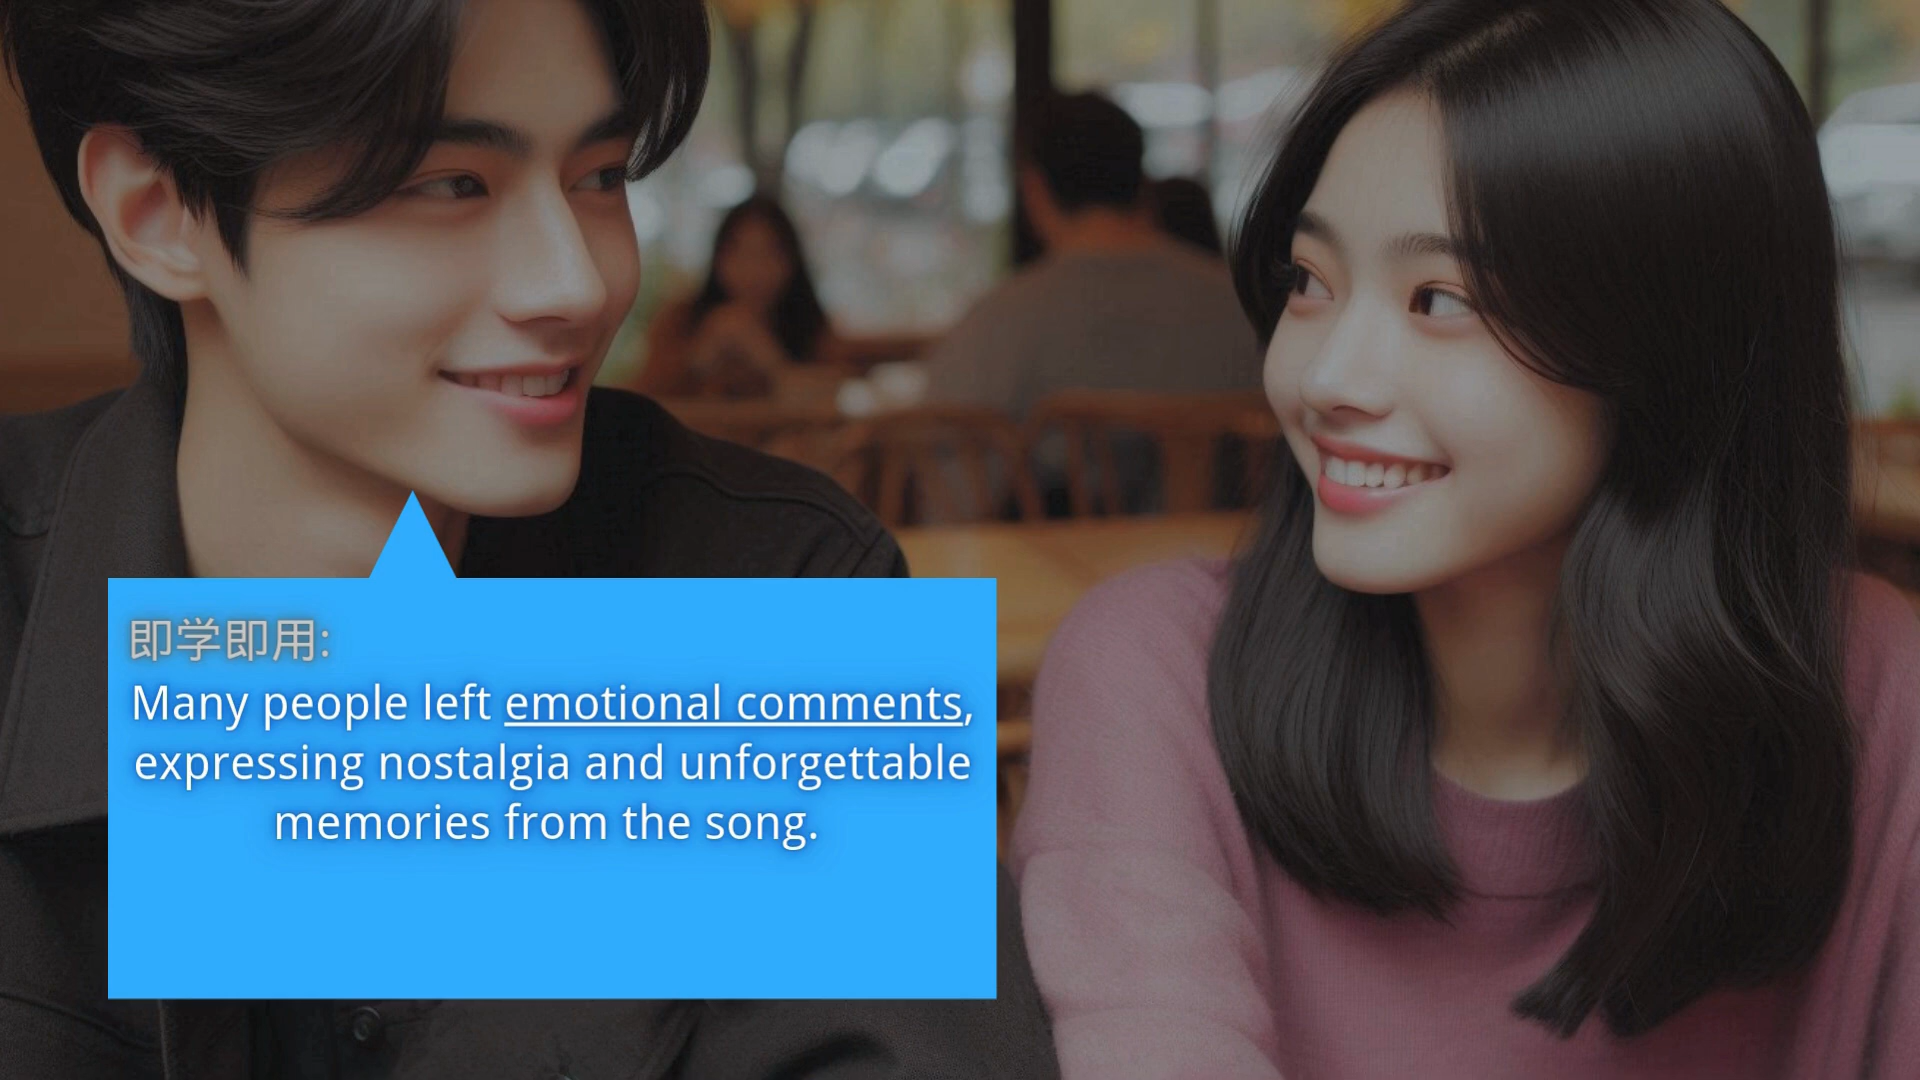 即学即用:
Many people left emotional comments,
expressing nostalgia and unforgettable
memories from the song.